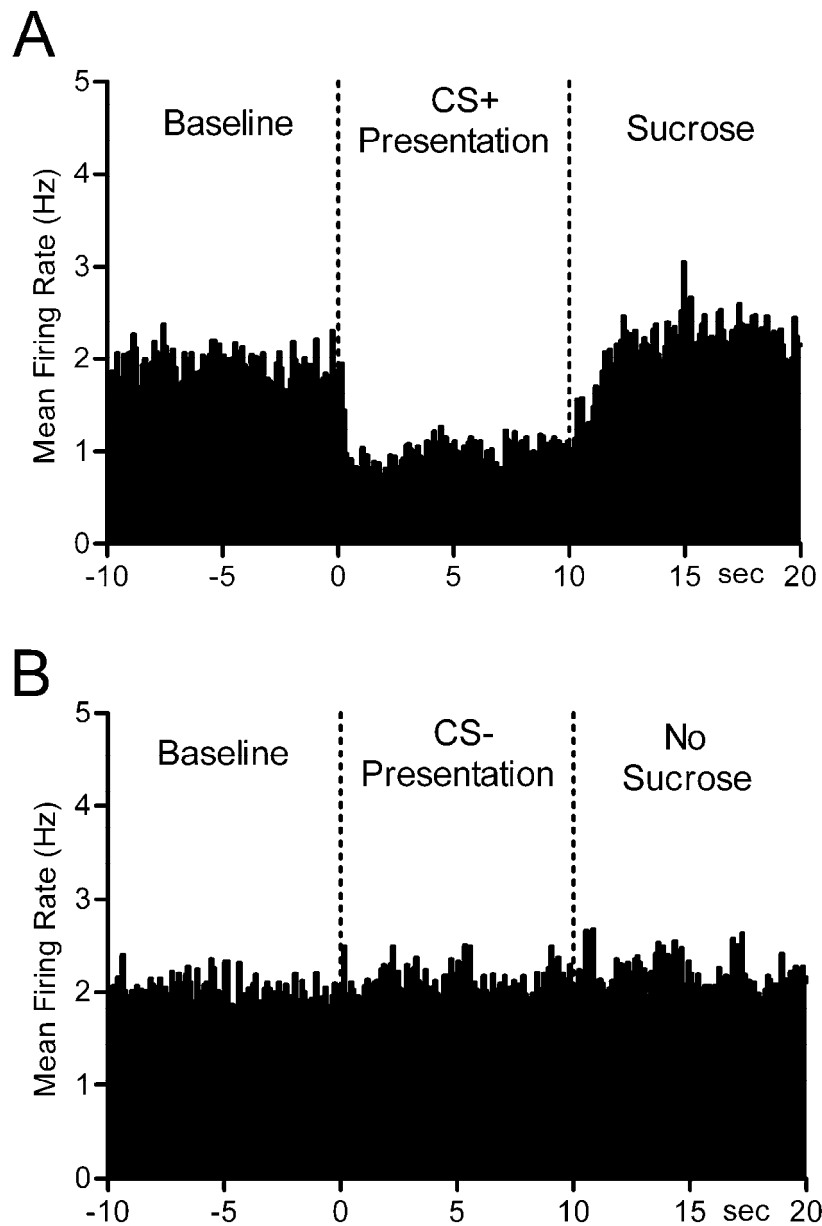 A
5
4
3
2
1
0
Mean Firing Rate (Hz)
Baseline
CS+
Presentation
Sucrose
-10
-5
0
5
10
15
sec
20
B
5
4
3
2
1
0
Mean Firing Rate (Hz)
Baseline
CS-
Presentation
No
Sucrose
-10
-5
0
5
10
15
sec
20